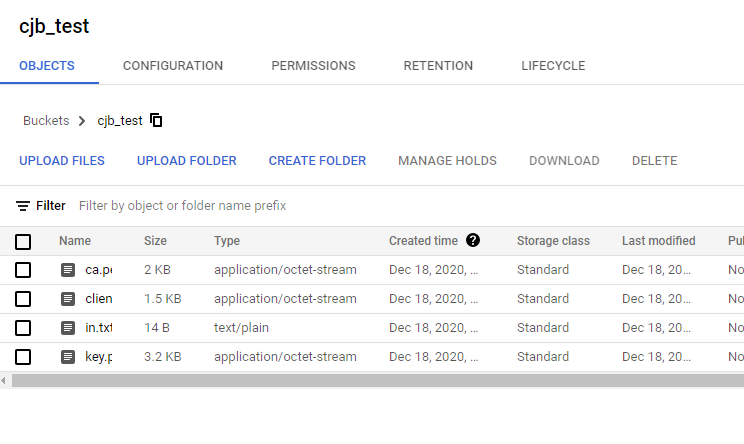 cjb_test
OBJECTS CONFIGURATION PERMISSIONS RETENTION LIFECYCLE
Buckets cjb_test
UPLOAD FILES UPLOAD FOLDER CREATE FOLDER MANAGE HOLDS DOWNLOAD DELETE
Filter Filter by object or folder name prefix
Name Size Type Created time ? Storage class Last modified Pu
ca.pe 2 KB application/octet-stream Dec 18, 2020, ... Standard Dec 18, 20... No
clien 1.5 KB application/octet-stream Dec 18, 2020, ... Standard Dec 18, 20... No
in.txt 14 B text/plain Dec 18, 2020, ... Standard Dec 18, 20... No
key.p 3.2 KB application/octet-stream Dec 18, 2020, ... Standard Dec 18, 20... No